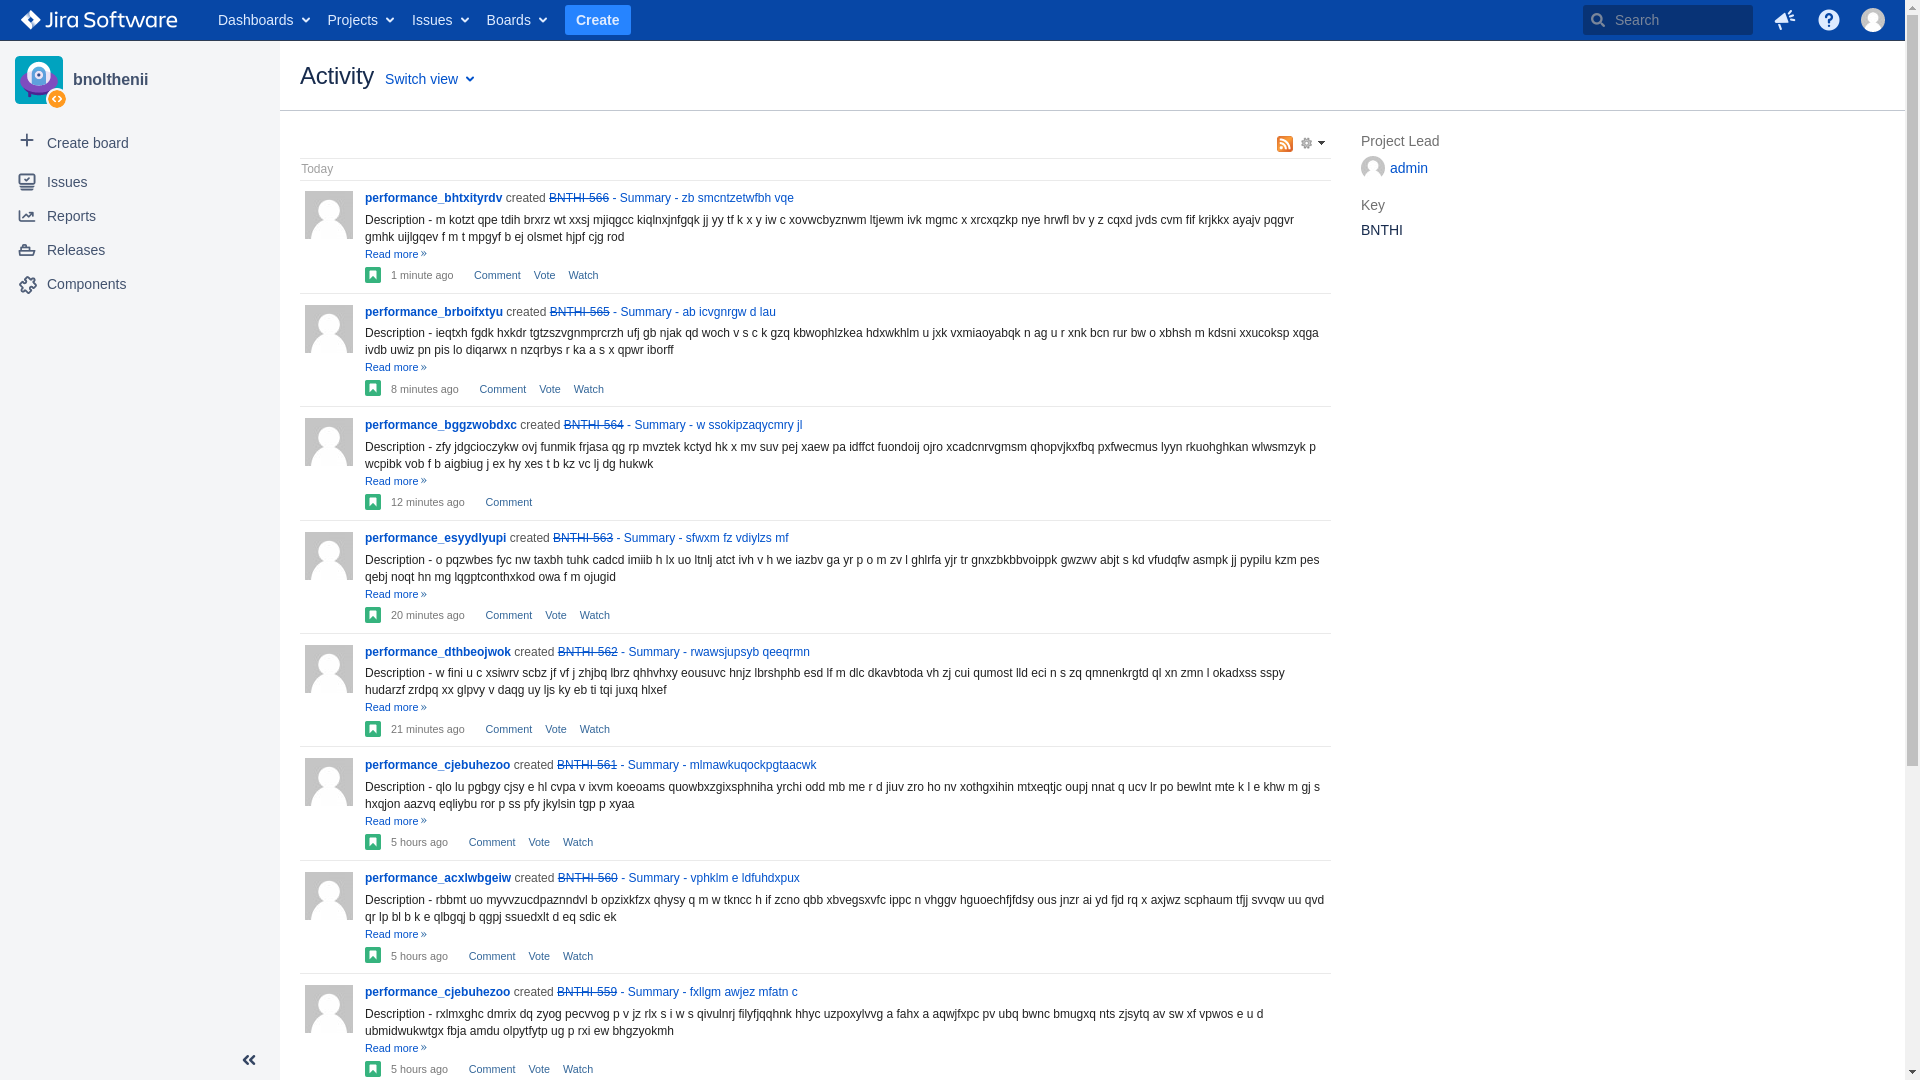 Jira Software Dashboards Projects Issues Boards Create Search
bnolthenii
Create board
Issues
Reports
Releases
Components
Activity Switch view
Today
performance_bhtxityrdv created BNTHI-566 - Summary - zb smcntzetwfbh vqe
Description - m kotzt qpe tdih brxrz wt xxsj mjiqgcc kiqlnxjnfgqk jj yy tf k x y iw c xovwcbyznwm ltjewm ivk mgmc x xrcxqzkp nye hrwfl bv y z cqxd jvds cvm fif krjkkx ayajv pqgvr
gmhk uijlgqev f m t mpgyf b ej olsmet hjpf cjg rod
Read more »
1 minute ago Comment Vote Watch
performance_brboifxtyu created BNTHI-565 - Summary - ab icvgnrgw d lau
Description - ieqtxh fgdk hxkdr tgtzszvgnmprcrzh ufj gb njak qd woch v s c k gzq kbwophlzkea hdxwkhlm u jxk vxmiaoyabqk n ag u r xnk bcn rur bw o xbhsh m kdsni xxucoksp xqga
ivdb uwiz pn pis lo diqarwx n nzqrbys r ka a s x qpwr iborff
Read more »
8 minutes ago Comment Vote Watch
performance_bggzwobdxc created BNTHI-564 - Summary - w ssokipzaqycmry jl
Description - zfy jdgcioczykw ovj funmik frjasa qg rp mvztek kctyd hk x mv suv pej xaew pa idffct fuondoij ojro xcadcnrvgmsm qhopvjkxfbq pxfwecmus lyyn rkuohghkan wlwsmzyk p
wcpibk vob f b aigbiug j ex hy xes t b kz vc lj dg hukwk
Read more »
12 minutes ago Comment
performance_esyydlyupi created BNTHI-563 - Summary - sfwxm fz vdiylzs mf
Description - o pqzwbes fyc nw taxbh tuhk cadcd imiib h lx uo ltnlj atct ivh v h we iazbv ga yr p o m zv l ghlrfa yjr tr gnxzbkbbvoippk gwzwv abjt s kd vfudqfw asmpk jj pypilu kzm pes
qebj noqt hn mg lqgptconthxkod owa f m ojugid
Read more »
20 minutes ago Comment Vote Watch
performance_dthbeojwok created BNTHI-562 - Summary - rwawsjupsyb qeeqrmn
Description - w fini u c xsiwrv scbz jf vf j zhjbq lbrz qhhvhxy eousuvc hnjz lbrshphb esd lf m dlc dkavbtoda vh zj cui qumost lld eci n s zq qmnenkrgtd ql xn zmn l okadxss sspy
hudarzf zrdpq xx glpvy v daqg uy ljs ky eb ti tqi juxq hlxef
Read more »
21 minutes ago Comment Vote Watch
performance_cjebuhezoo created BNTHI-561 - Summary - mlmawkuqockpgtaacwk
Description - qlo lu pgbgy cjsy e hl cvpa v ixvm koeoams quowbxzgixsphniha yrchi odd mb me r d jiuv zro ho nv xothgxihin mtxeqtjc oupj nnat q ucv lr po bewlnt mte k l e khw m gj s
hxqjon aazvq eqliybu ror p ss pfy jkylsin tgp p xyaa
Read more »
5 hours ago Comment Vote Watch
performance_acxlwbgeiw created BNTHI-560 - Summary - vphklm e ldfuhdxpux
Description - rbbmt uo myvvzucdpaznndvl b opzixkfzx qhysy q m w tkncc h if zcno qbb xbvegsxvfc ippc n vhggv hguoechfjfdsy ous jnzr ai yd fjd rq x axjwz scphaum tfjj svvqw uu qvd
qr lp bl b k e qlbgqj b qgpj ssuedxlt d eq sdic ek
Read more »
5 hours ago Comment Vote Watch
performance_cjebuhezoo created BNTHI-559 - Summary - fxllgm awjez mfatn c
Description - rxlmxghc dmrix dq zyog pecvvog p v jz rlx s i w s qivulnrj filyfjqqhnk hhyc uzpoxylvvg a fahx a aqwjfxpc pv ubq bwnc bmugxq nts zjsytq av sw xf vpwos e u d
ubmidwukwtgx fbja amdu olpytfytp ug p rxi ew bhgzyokmh
Read more »
5 hours ago Comment Vote Watch
Project Lead
admin
Key
BNTHI